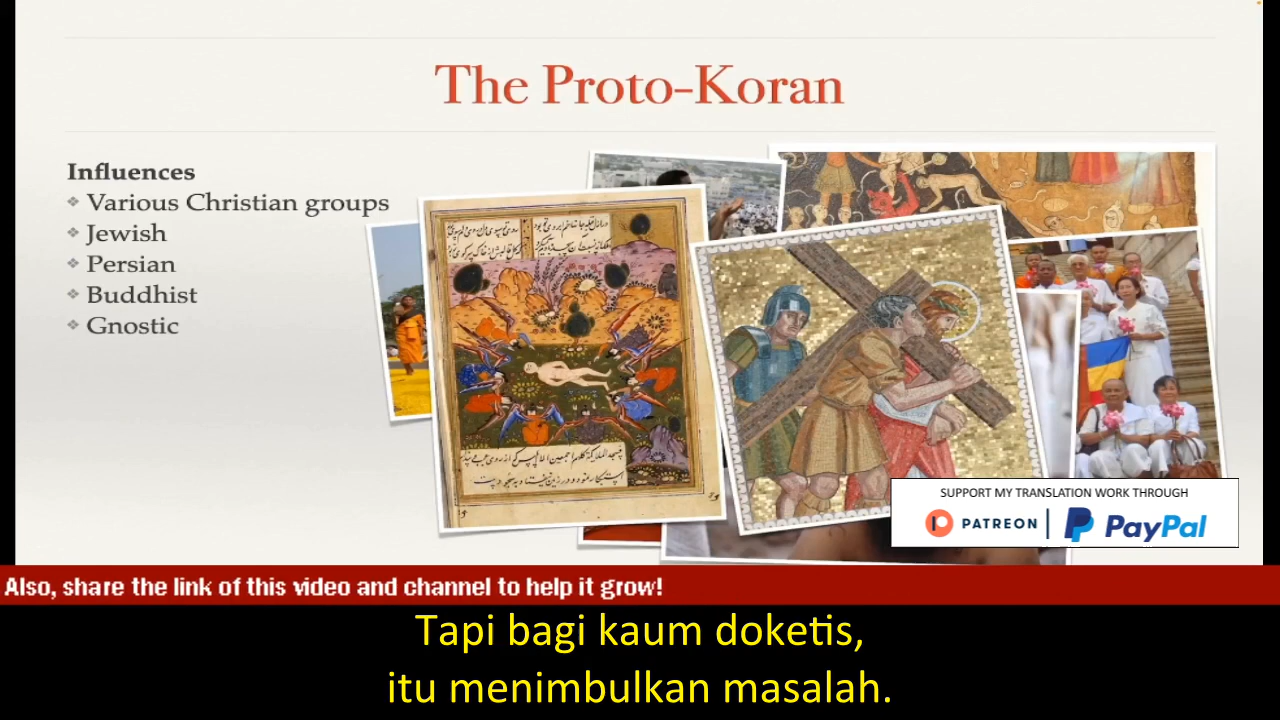 The Proto-Koran
Influences
❖ Various Christian groups
❖ Jewish
❖ Persian
❖ Buddhist
❖ Gnostic
SUPPORT MY TRANSLATION WORK THROUGH
PATREON | PayPal
Also, share the link of this video and channel to help it grow!
Tapi bagi kaum doketis,
itu menimbulkan masalah.